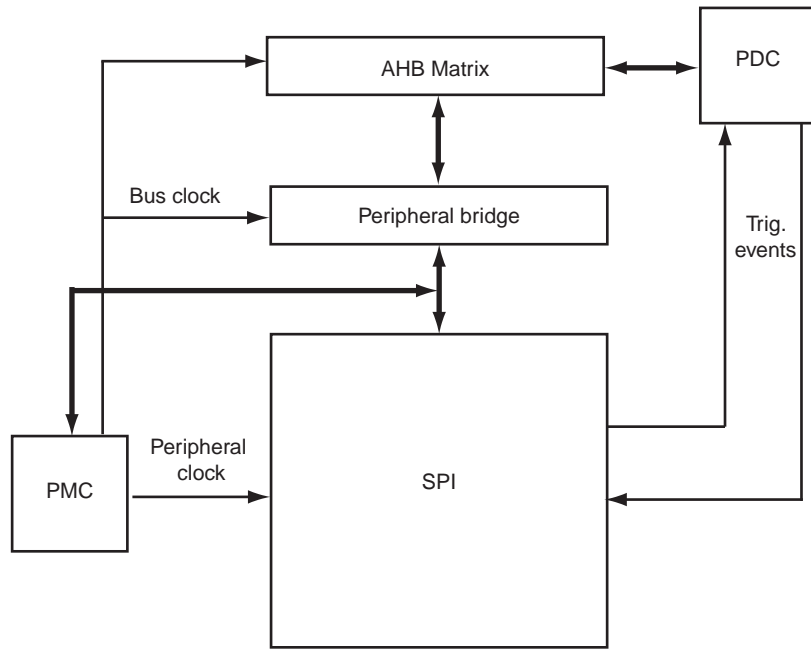 AHB Matrix
PDC
Bus clock
Peripheral bridge
Trig.
events
Peripheral
clock
PMC
SPI